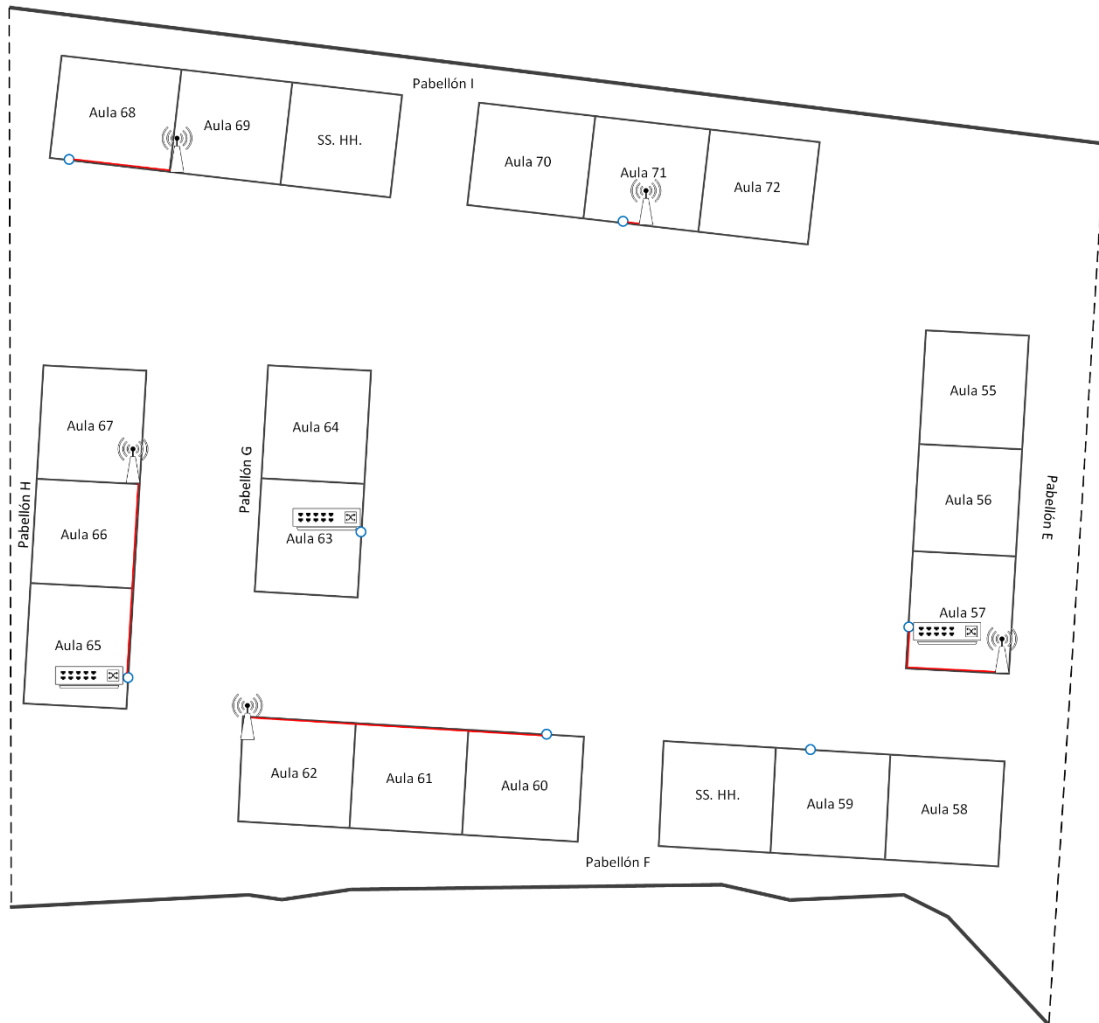 Pabellón I
Aula 68
Aula 69
SS. HH.
Aula 70
Aula 71
Aula 72
Aula 67
Aula 66
Aula 65
Pabellón H
Pabellón G
Aula 64
Aula 63
Aula 55
Aula 56
Aula 57
Pabellón E
Aula 62
Aula 61
Aula 60
SS. HH.
Aula 59
Aula 58
Pabellón F